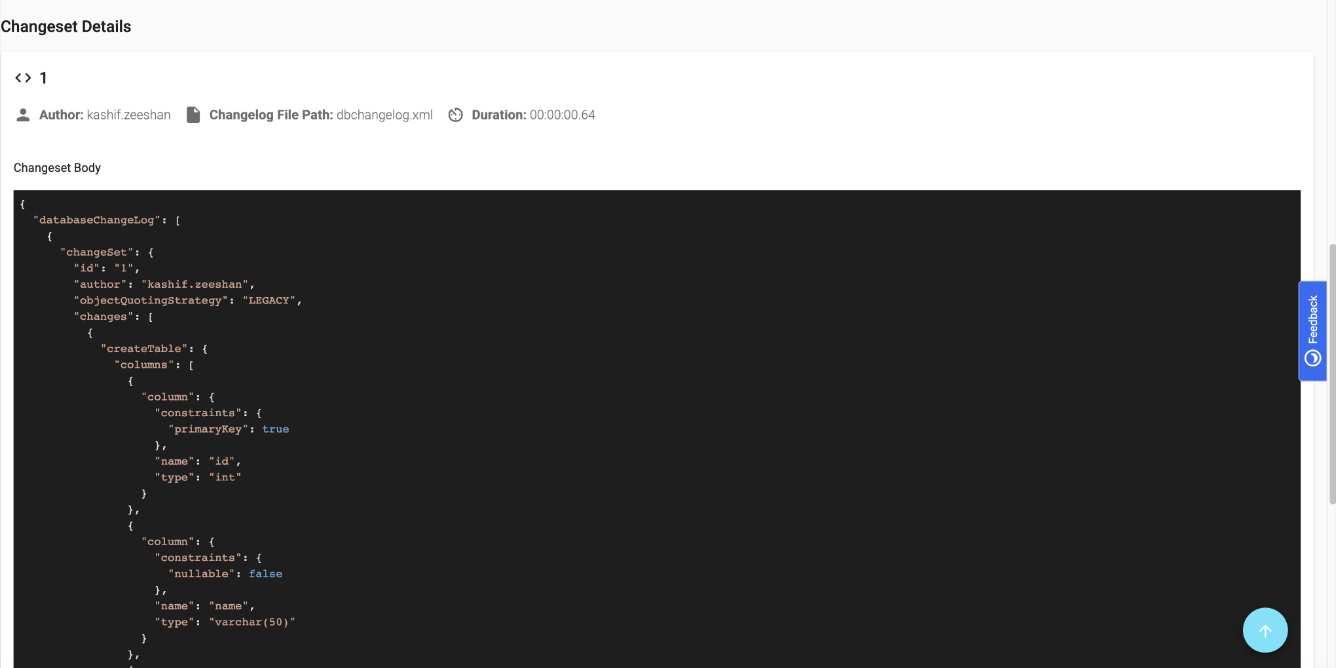 Changeset Details
<> 1
Author: kashif.zeeshan Changelog File Path: dbchangelog.xml Duration: 00:00:00.64
Changeset Body
{
  "databaseChangeLog": [
    {
      "changeSet": {
        "id": "1",
        "author": "kashif.zeeshan",
        "objectQuotingStrategy": "LEGACY",
        "changes": [
          {
            "createTable": {
              "columns": [
                {
                  "column": {
                    "constraints": {
                      "primaryKey": true
                    },
                    "name": "id",
                    "type": "int"
                  }
                },
                {
                  "column": {
                    "constraints": {
                      "nullable": false
                    },
                    "name": "name",
                    "type": "varchar(50)"
                  }
                },
Feedback